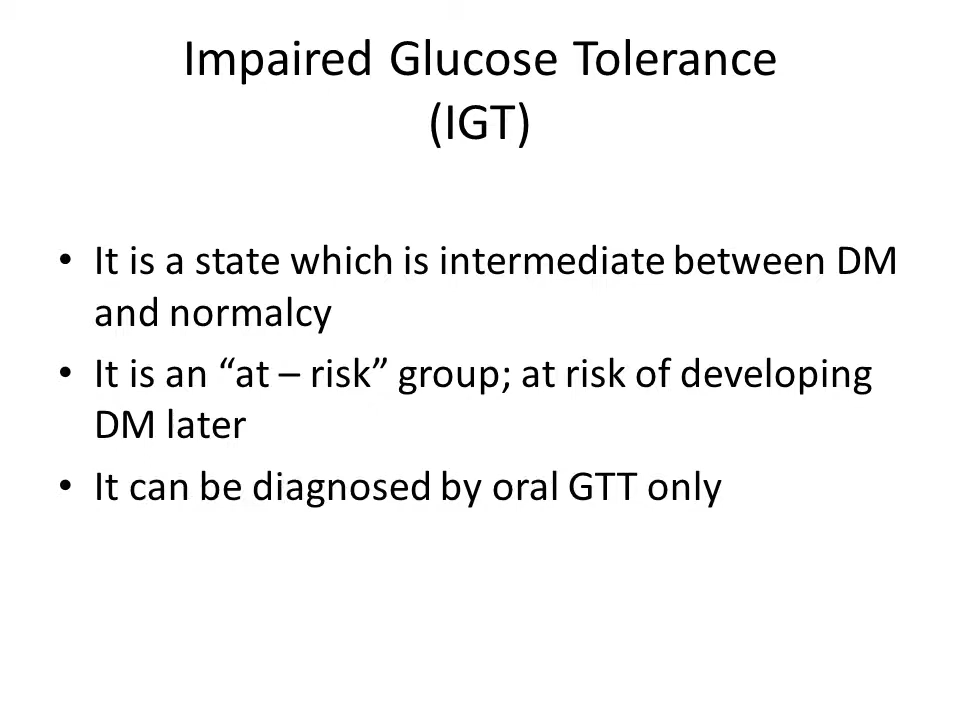 Impaired Glucose Tolerance
(IGT)
• It is a state which is intermediate between DM
and normalcy
• It is an “at – risk” group; at risk of developing
DM later
• It can be diagnosed by oral GTT only